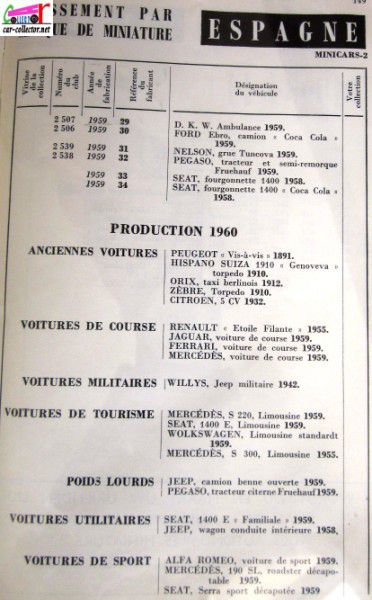 COLLECTOR
car-collector.net
149
SSEMENT PAR
QUE DE MINIATURE
ESPAGNE
MINICARS-2
Vitrine de la collection
Numéro du club
Année de fabrication
Référence du fabricant
Désignation du véhicule
Votre collection
2 507 1959 29 D. K. W. Ambulance 1959.
2 506 1959 30 FORD Ebro, camion « Coca Cola »
1959.
2 539 1959 31 NELSON, grue Tuncova 1959.
2 538 1959 32 PEGASO, tracteur et semi-remorque
Fruehauf 1959.
1959 33 SEAT, fourgonnette 1400 1958.
1959 34 SEAT, fourgonnette « Coca Cola »
1958.
PRODUCTION 1960
ANCIENNES VOITURES PEUGEOT « Vis-à-vis » 1891.
HISPANO SUIZA 1910 « Genoveva »
torpedo 1910.
ORIX, taxi berlinois 1912.
ZÈBRE, Torpedo 1910.
CITROEN, 5 CV 1932.
VOITURES DE COURSE RENAULT « Etoile Filante » 1955.
JAGUAR, voiture de course 1959.
FERRARI, voiture de course 1959.
MERCÉDÈS, voiture de course 1959.
VOITURES MILITAIRES WILLYS, Jeep militaire 1942.
VOITURES DE TOURISME MERCÉDÈS, S 220, Limousine 1959.
SEAT, 1400 E, Limousine 1959.
WOLKSWAGEN, Limousine standardt
1959.
MERCÉDÈS, S 300, Limousine 1955.
POIDS LOURDS JEEP, camion benne ouverte 1959.
PEGASO, tracteur citerne Fruehauf 1959.
VOITURES UTILITAIRES SEAT, 1400 E « Familiale » 1959.
JEEP, wagon conduite intérieure 1958.
VOITURES DE SPORT ALFA ROMEO, voiture de sport 1959.
MERCÉDÈS, 190 SL, roadster décapo-
table 1959.
SEAT, Serra sport décapotée 1959